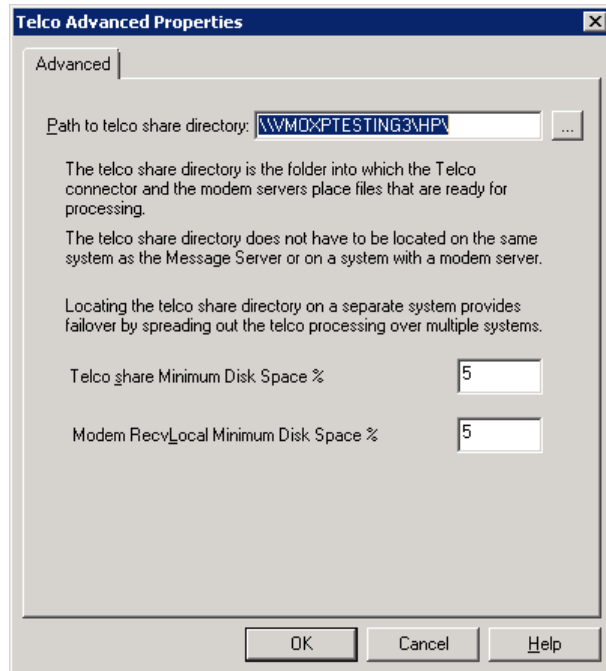 Telco Advanced Properties
Advanced
Path to telco share directory: \\VMOXPTESTING3\HP\ ...
The telco share directory is the folder into which the Telco
connector and the modem servers place files that are ready for
processing.
The telco share directory does not have to be located on the same
system as the Message Server or on a system with a modem server.
Locating the telco share directory on a separate system provides
failover by spreading out the telco processing over multiple systems.
Telco share Minimum Disk Space % 5
Modem RecvLocal Minimum Disk Space % 5
OK Cancel Help